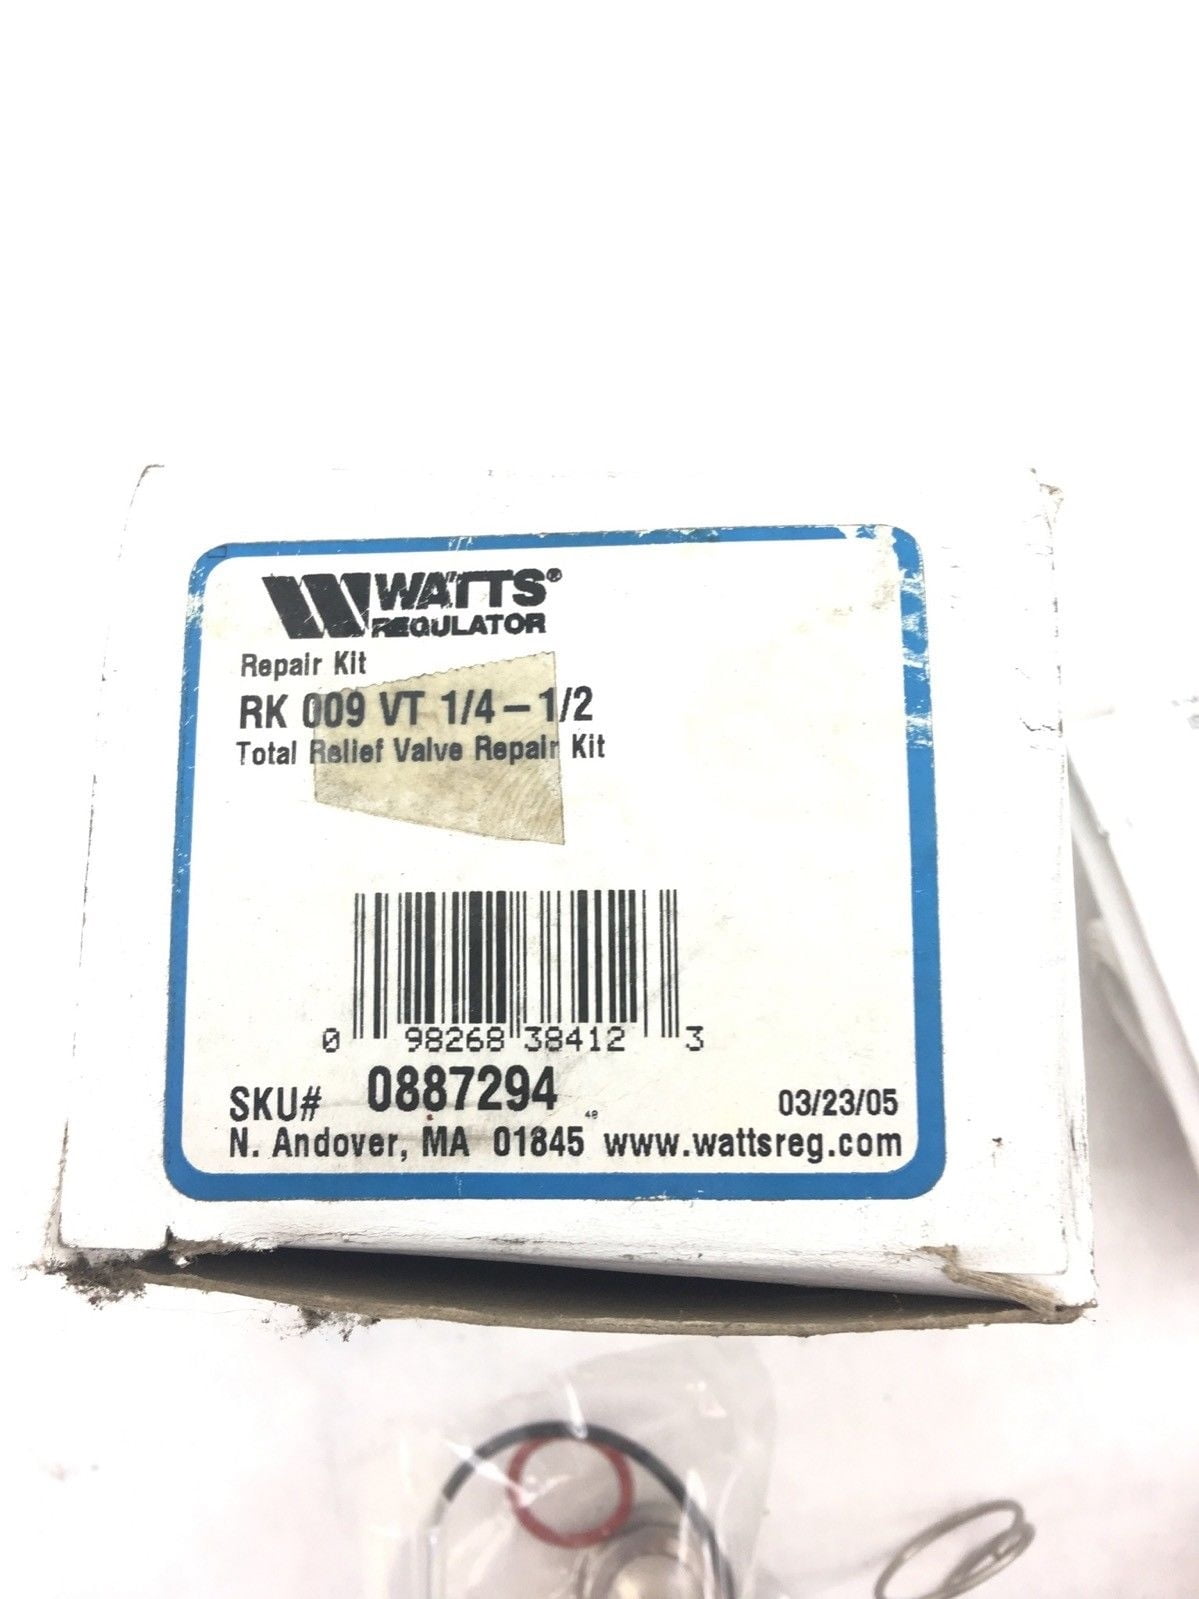 WATTS®
REGULATOR
Repair Kit
RK 009 VT 1/4 – 1/2
Total Relief Valve Repair Kit
0 98268 38412 3
SKU# 0887294 48 03/23/05
N. Andover, MA 01845 www.wattsreg.com